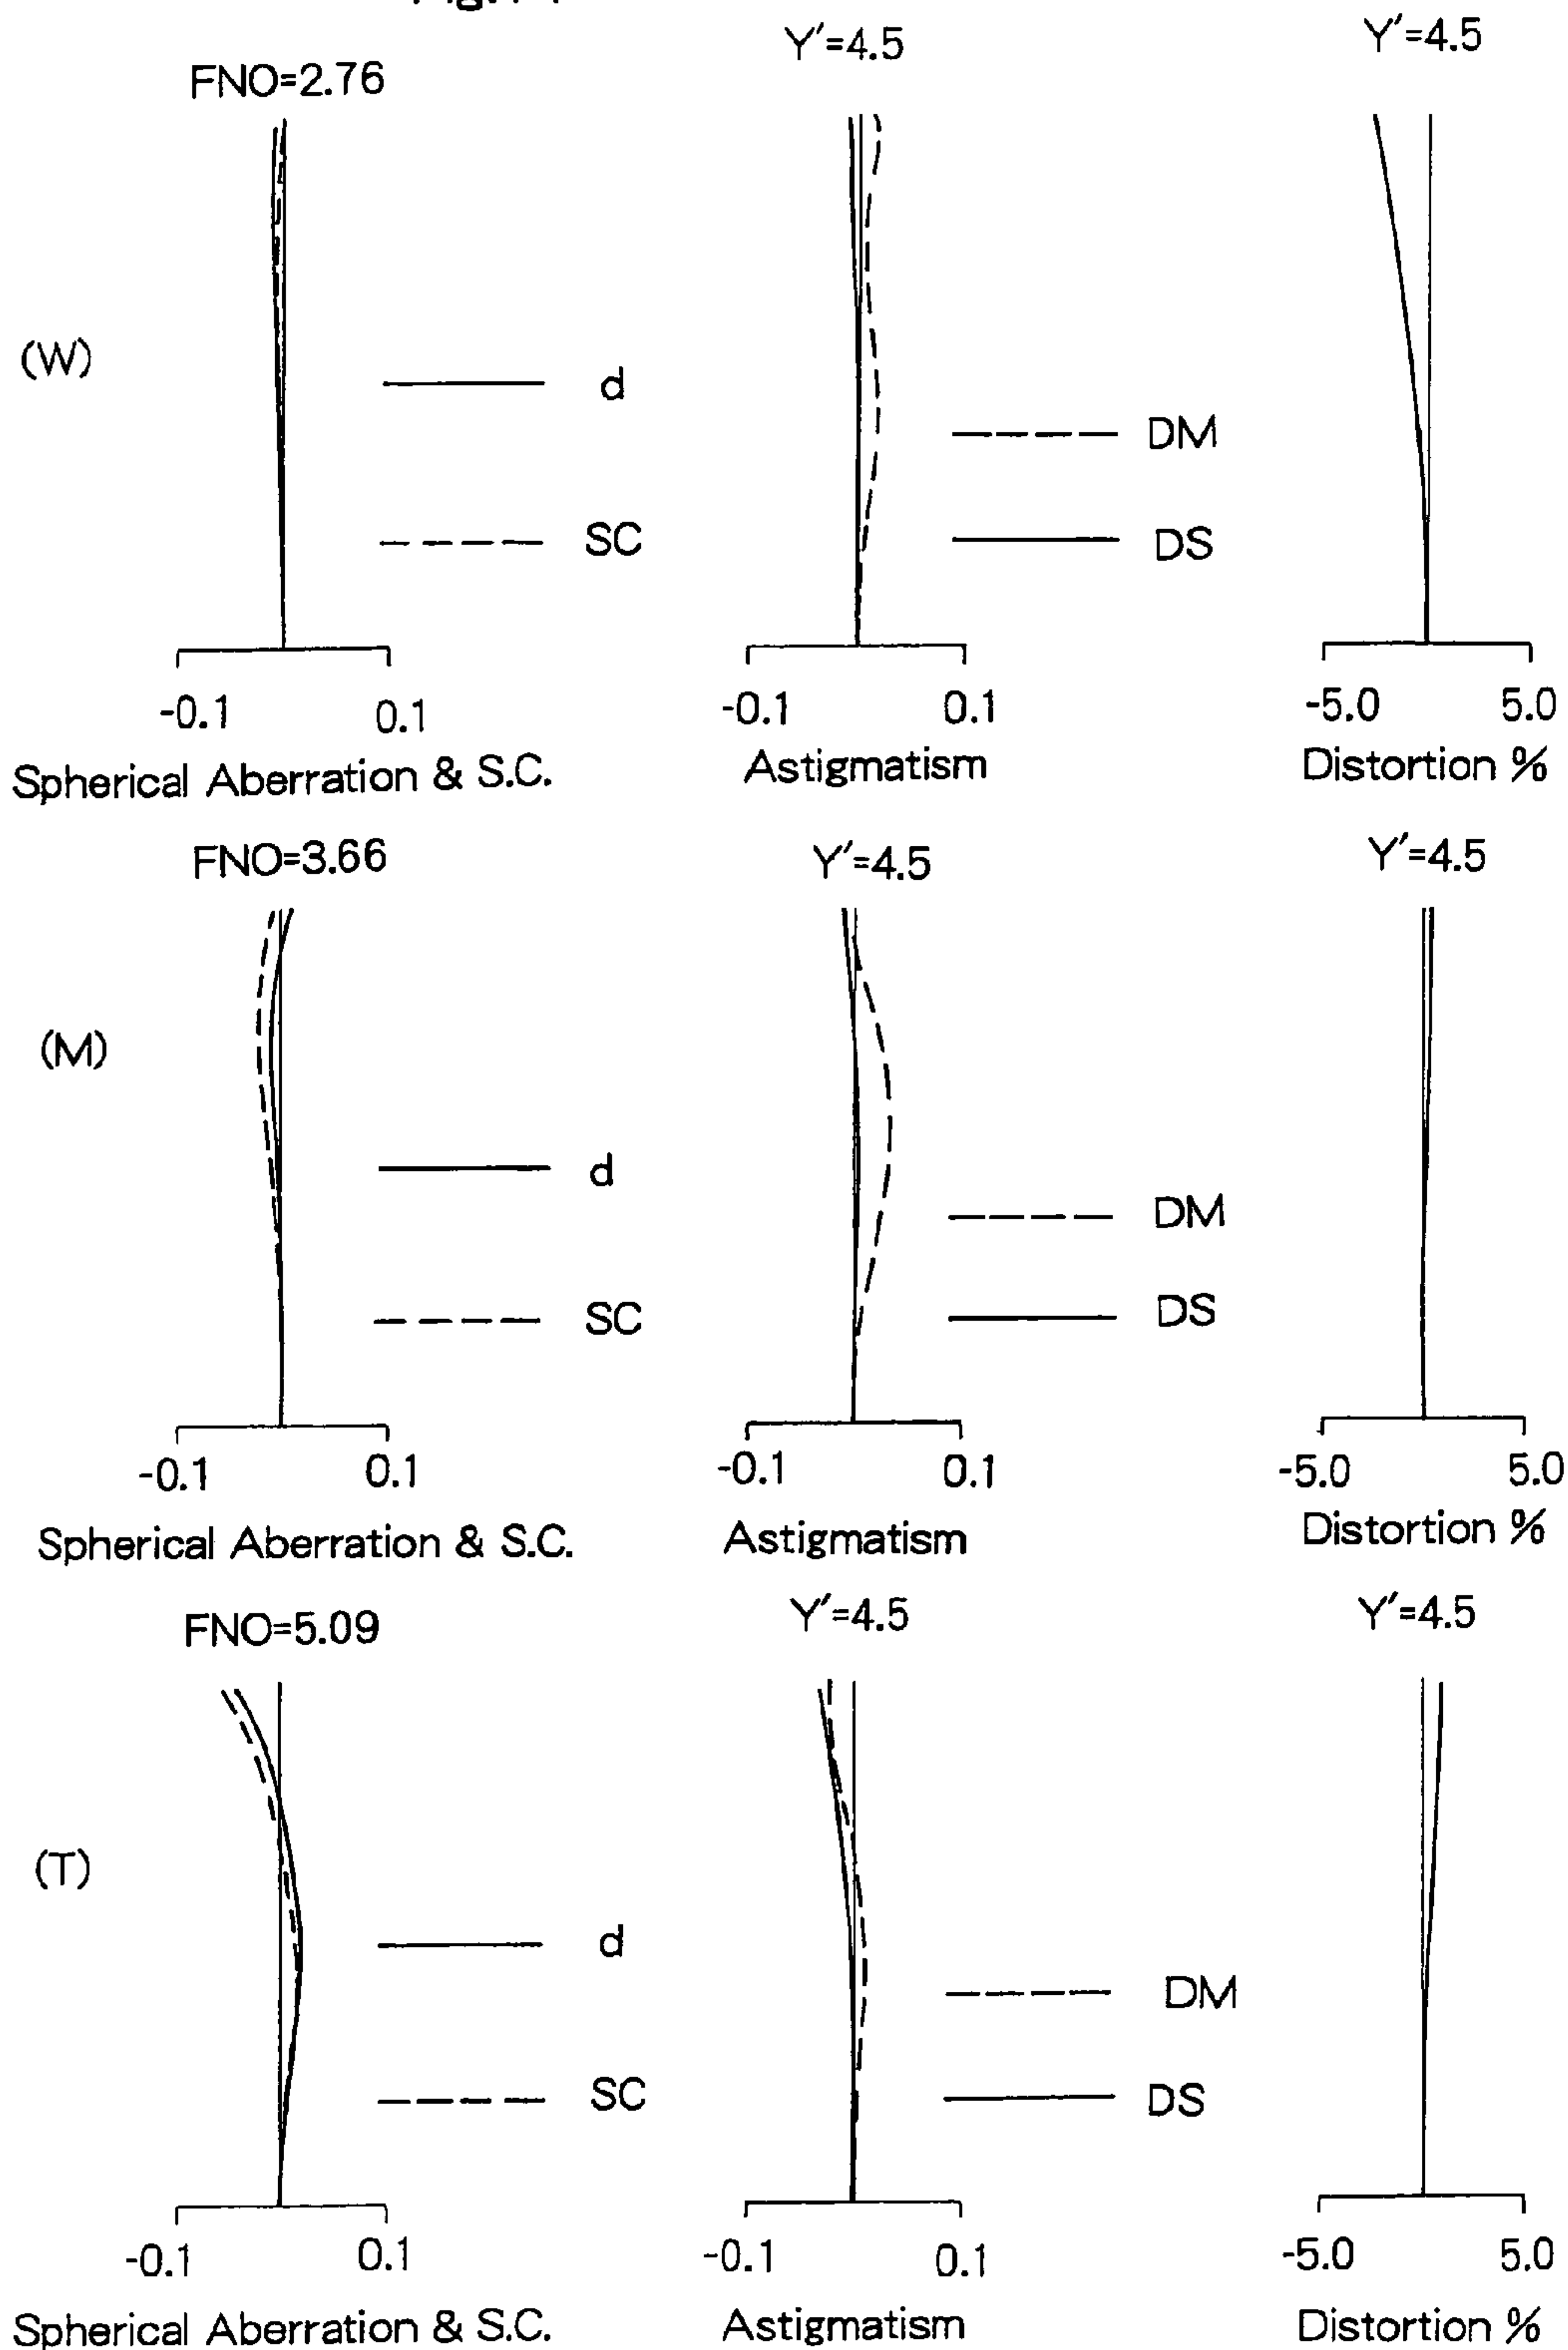 FNO=2.76
Y′=4.5
Y′=4.5
(W)
d
SC
DM
DS
-0.1 0.1
-0.1 0.1
-5.0 5.0
Spherical Aberration & S.C.
Astigmatism
Distortion %
FNO=3.66
Y′=4.5
Y′=4.5
(M)
d
SC
DM
DS
-0.1 0.1
-0.1 0.1
-5.0 5.0
Spherical Aberration & S.C.
Astigmatism
Distortion %
FNO=5.09
Y′=4.5
Y′=4.5
(T)
d
SC
DM
DS
-0.1 0.1
-0.1 0.1
-5.0 5.0
Spherical Aberration & S.C.
Astigmatism
Distortion %